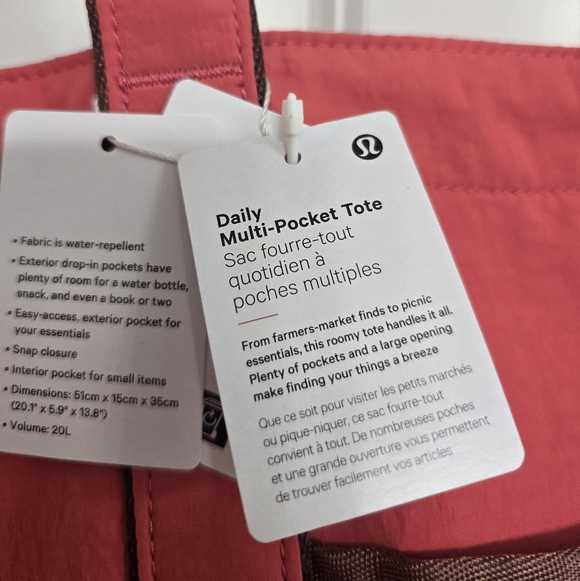 • Fabric is water-repellent
• Exterior drop-in pockets have
plenty of room for a water bottle,
snack, and even a book or two
• Easy-access, exterior pocket for
your essentials
• Snap closure
• Interior pocket for small items
• Dimensions: 51cm x 15cm x 35cm
(20.1" x 5.9" x 13.8")
• Volume: 20L
Daily
Multi-Pocket Tote
Sac fourre-tout
quotidien à
poches multiples
From farmers-market finds to picnic
essentials, this roomy tote handles it all.
Plenty of pockets and a large opening
make finding your things a breeze
Que ce soit pour visiter les petits marchés
ou pique-niquer, ce sac fourre-tout
convient à tout. De nombreuses poches
et une grande ouverture vous permettent
de trouver facilement vos articles